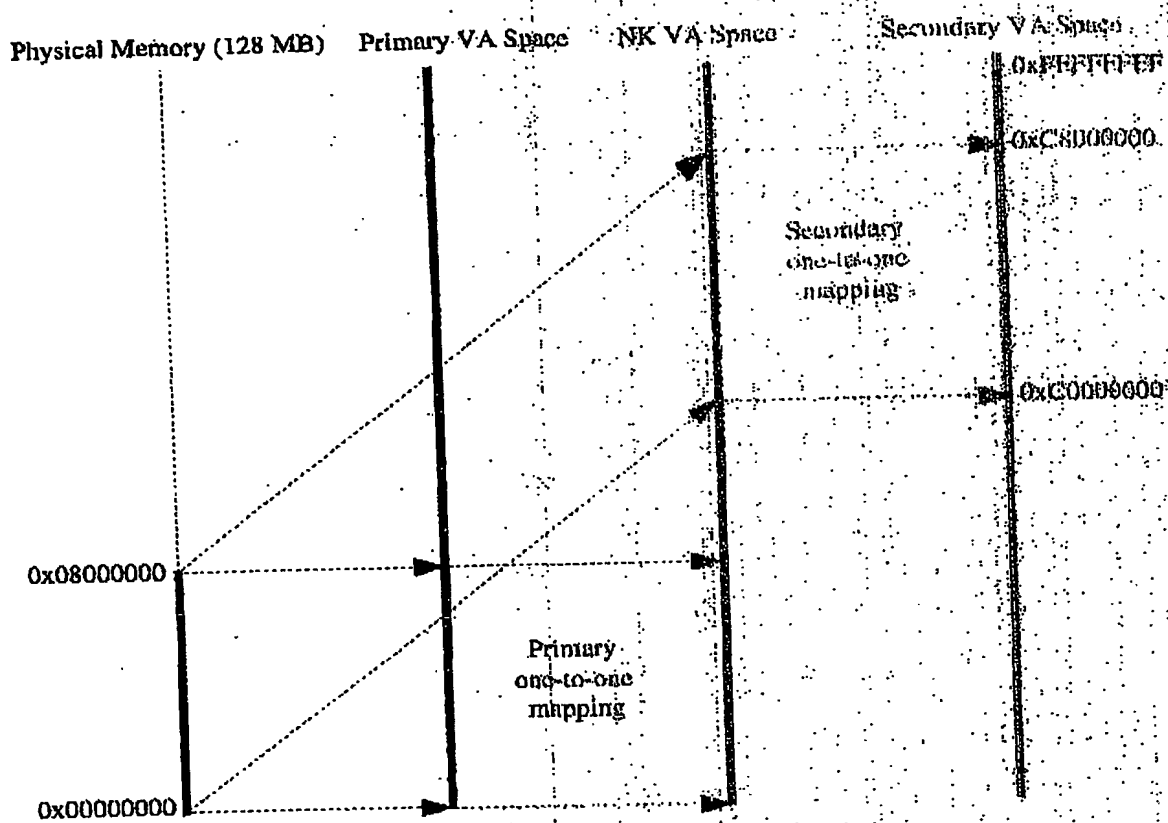 Physical Memory (128 MB) Primary VA Space NK VA Space Secondary VA Space
0xFFFFFFFF
0xC8000000
Secondary
one-to-one
mapping
0xC0000000
0x08000000
Primary
one-to-one
mapping
0x00000000